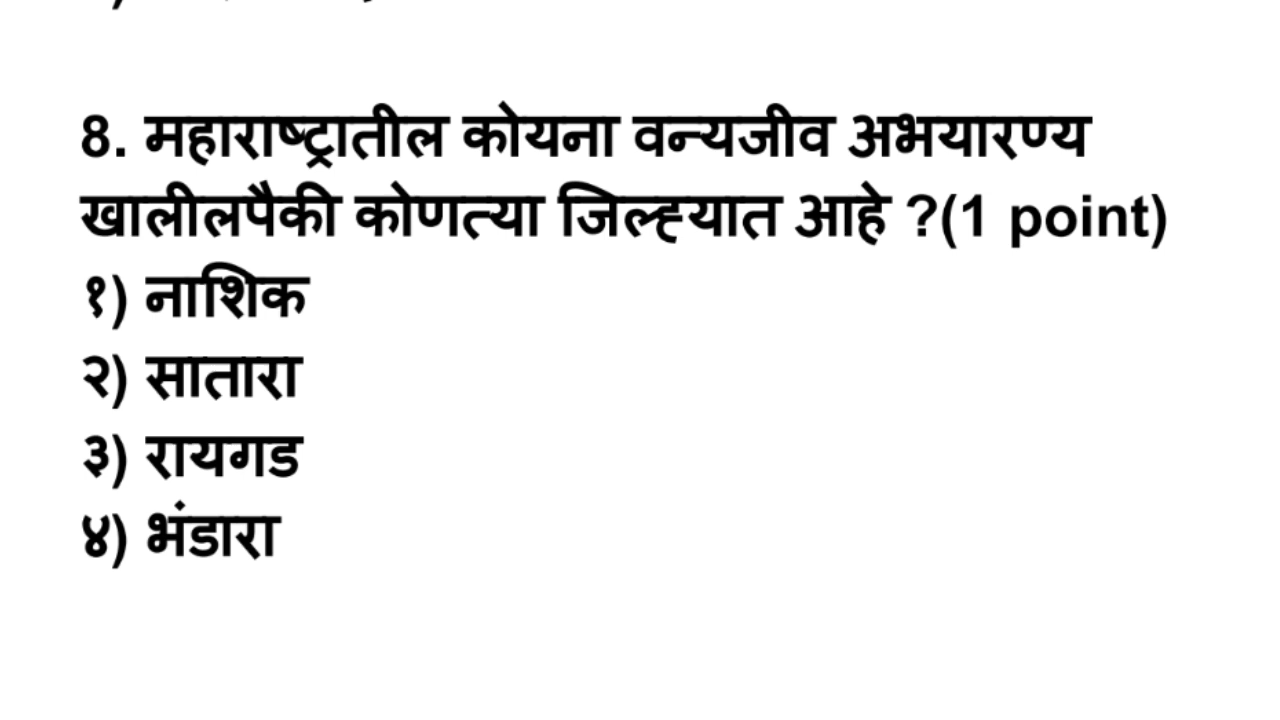 8. महाराष्ट्रातील कोयना वन्यजीव अभयारण्य
खालीलपैकी कोणत्या जिल्ह्यात आहे ?(1 point)
१) नाशिक
२) सातारा
३) रायगड
४) भंडारा